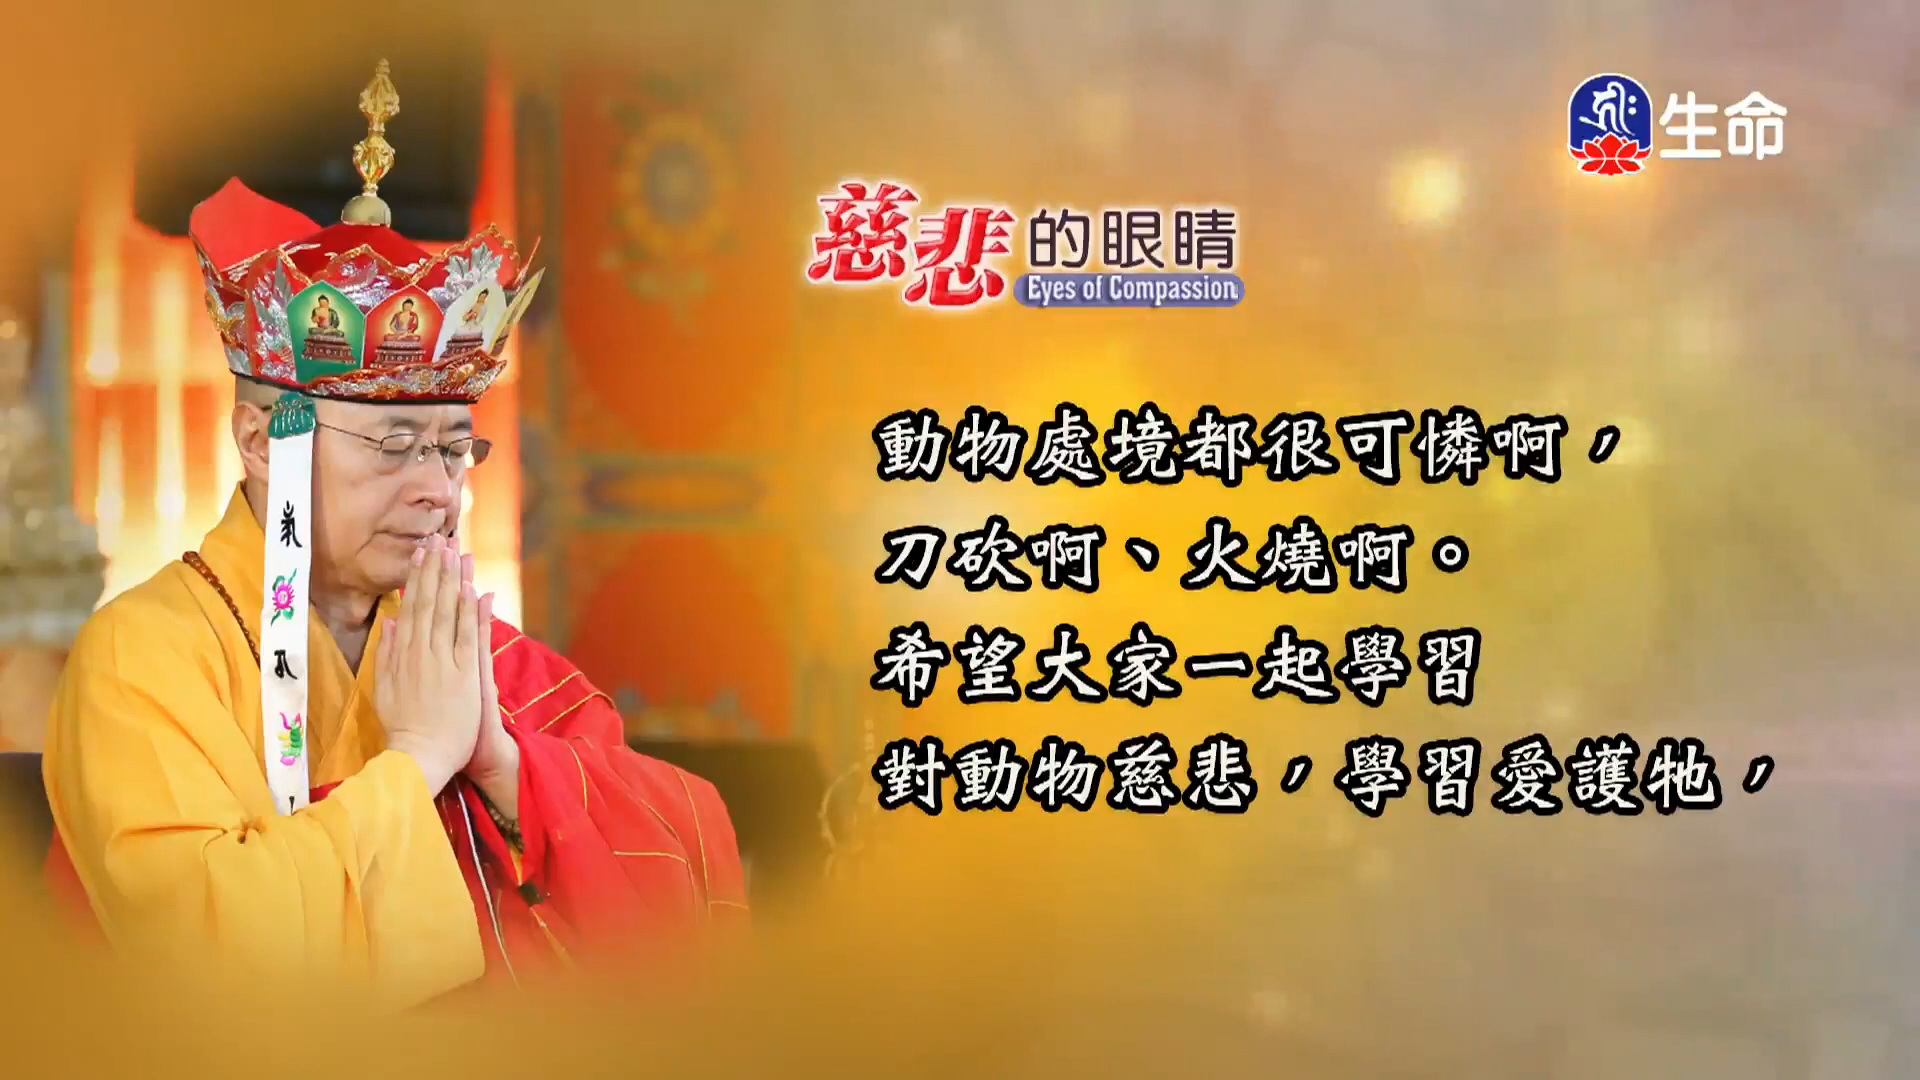 生命
慈悲的眼睛
Eyes of Compassion
動物處境都很可憐啊，
刀砍啊、火燒啊。
希望大家一起學習
對動物慈悲，學習愛護牠，